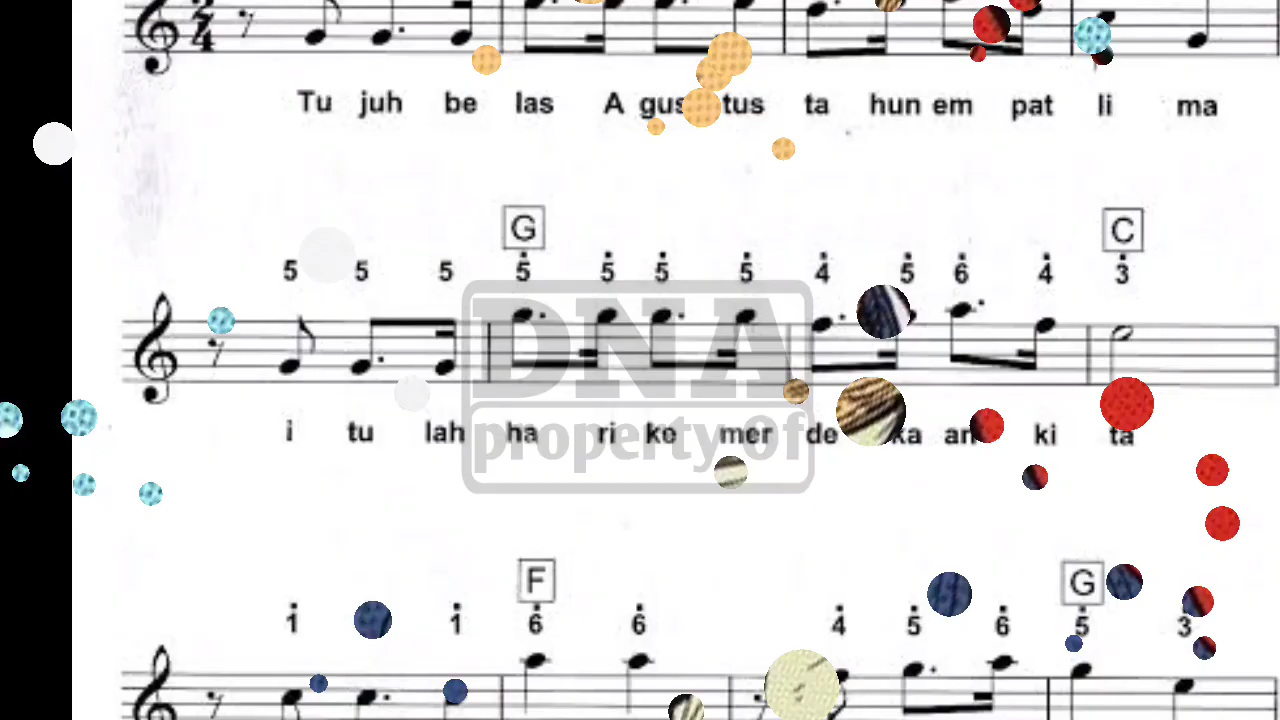 2 4
Tu juh be las A gus tus ta hun em pat li ma
G C
5 5 5 5 5 5 5 4 5 6 4 3
DNA
i tu lah ha ri ke mer de ka an ki ta
property of
F G
1 1 6 6 4 5 6 5 3